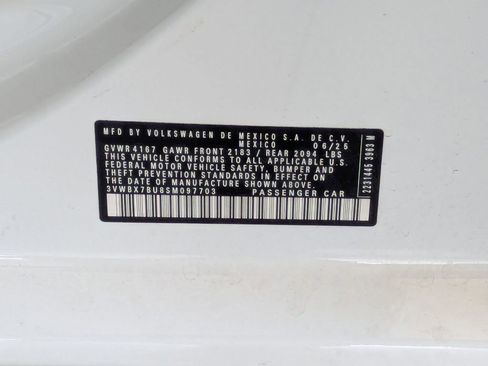 MFD BY VOLKSWAGEN DE MEXICO S.A. DE C.V.
MEXICO 06/25
GVWR 4167 GAWR FRONT 2183 / REAR 2094 LBS
THIS VEHICLE CONFORMS TO ALL APPLICABLE U.S.
FEDERAL MOTOR VEHICLE SAFETY, BUMPER AND
THEFT PREVENTION STANDARDS IN EFFECT ON
THE DATE OF MANUFACTURE SHOWN ABOVE.
3VWBX7BU8SM097703 PASSENGER CAR
2231445 3963 M